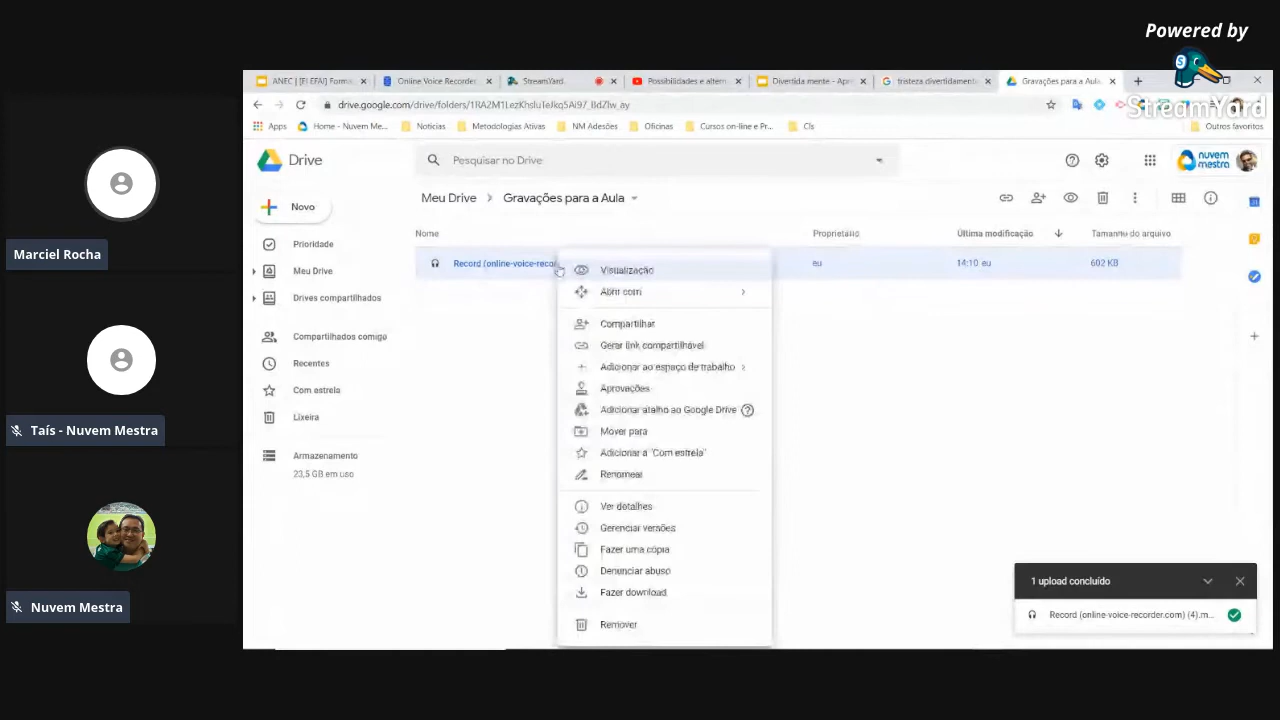 Powered by
StreamYard
ANEC | [EI EFAI] Forma...
Online Voice Recorder
StreamYard
Possibilidades e altern
Divertida mente - Apr
tristeza divertidament
Gravações para a Aula
drive.google.com/drive/folders/
Apps
Home - Nuvem Me...
Notícias
Metodologias Ativas
NM Adesões
Oficinas
Cursos on-line e Pr...
Cls
Outros favoritos
Drive
Pesquisar no Drive
nuvem
mestra
Novo
Meu Drive
Gravações para a Aula
Prioridade
Meu Drive
Drives compartilhados
Compartilhados comigo
Recentes
Com estrela
Lixeira
Armazenamento
23,5 GB em uso
Nome
Proprietário
Última modificação
Tamanho do arquivo
Record (online-voice-recor
eu
14:10 eu
602 KB
Visualização
Abrir com
Compartilhar
Gerar link compartilhável
Adicionar ao espaço de trabalho
Aprovações
Adicionar atalho ao Google Drive
Mover para
Adicionar a "Com estrela"
Renomear
Ver detalhes
Gerenciar versões
Fazer uma cópia
Denunciar abuso
Fazer download
Remover
1 upload concluído
Record (online-voice-recorder.com) (4).m...
Marciel Rocha
Taís - Nuvem Mestra
Nuvem Mestra